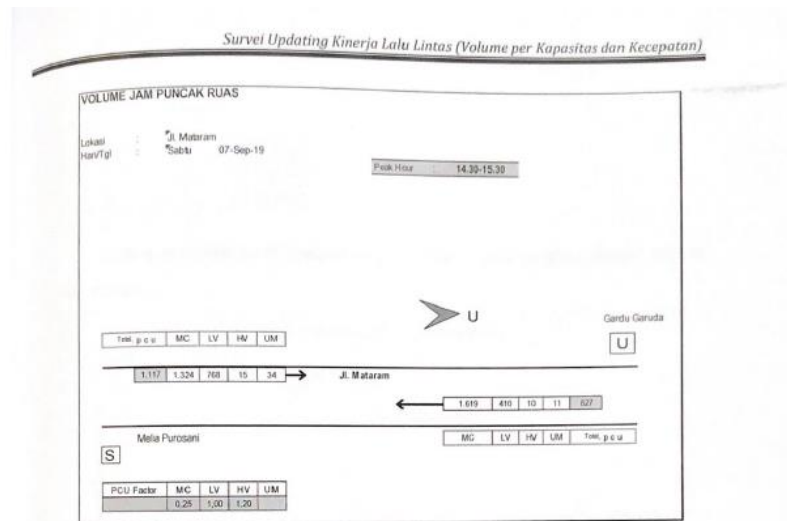 Survei Updating Kinerja Lalu Lintas (Volume per Kapasitas dan Kecepatan)
VOLUME JAM PUNCAK RUAS
Lokasi : Jl. Mataram
Hari/Tgl : Sabtu 07-Sep-19
Peak Hour : 14.30-15.30
U
Gardu Garuda
Total, p c u MC LV HV UM
U
1.117 1.324 768 15 34 Jl. Mataram
1.619 410 10 11 827
Melia Purosani
MC LV HV UM Total, p c u
S
PCU Factor MC LV HV UM
0,25 1,00 1,20